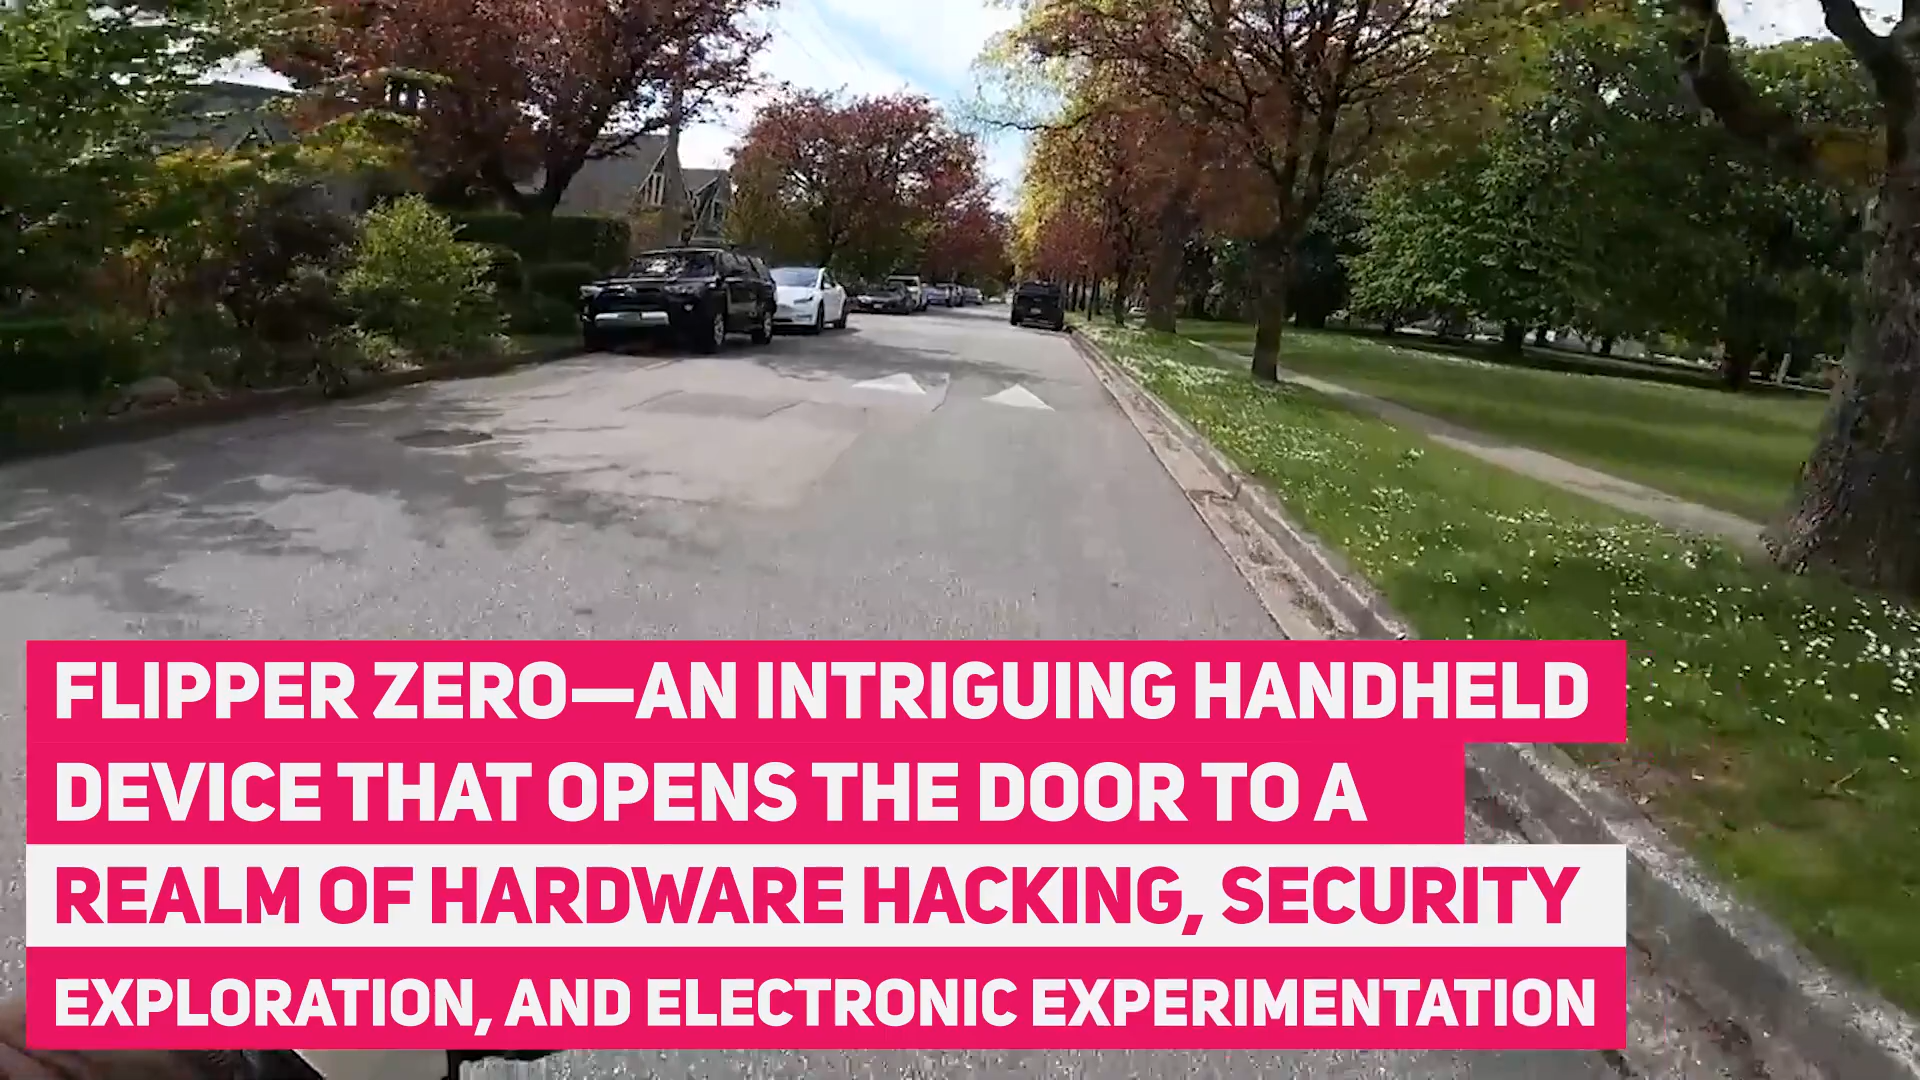 FLIPPER ZERO—AN INTRIGUING HANDHELD
DEVICE THAT OPENS THE DOOR TO A
REALM OF HARDWARE HACKING, SECURITY
EXPLORATION, AND ELECTRONIC EXPERIMENTATION